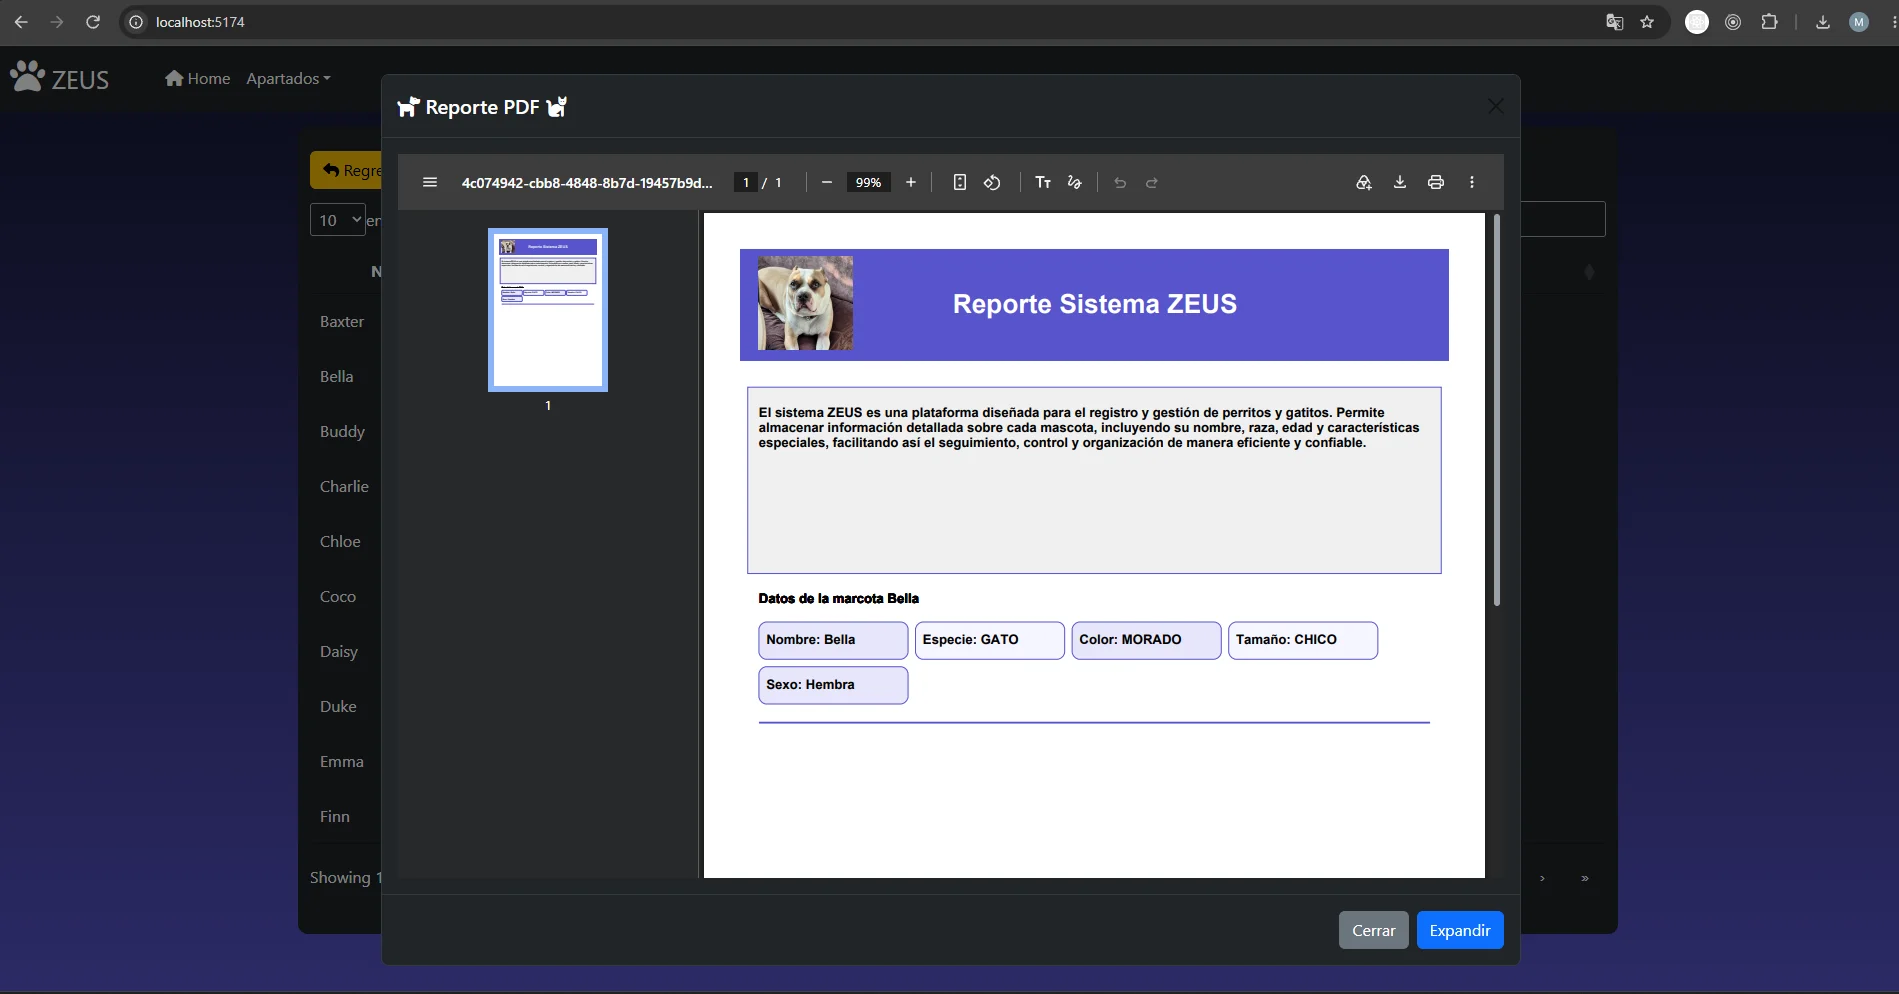 localhost:5174
M
ZEUS
Home
Apartados
Reporte PDF
Regre
4c074942-cbb8-4848-8b7d-19457b9d...
1 / 1
99%
10
en
N
Baxter
Bella
Buddy
Charlie
Chloe
Coco
Daisy
Duke
Emma
Finn
Showing 1
1
Reporte Sistema ZEUS
El sistema ZEUS es una plataforma diseñada para el registro y gestión de perritos y gatitos. Permite
almacenar información detallada sobre cada mascota, incluyendo su nombre, raza, edad y características
especiales, facilitando así el seguimiento, control y organización de manera eficiente y confiable.
Datos de la marcota Bella
Nombre: Bella
Especie: GATO
Color: MORADO
Tamaño: CHICO
Sexo: Hembra
› »
Cerrar
Expandir